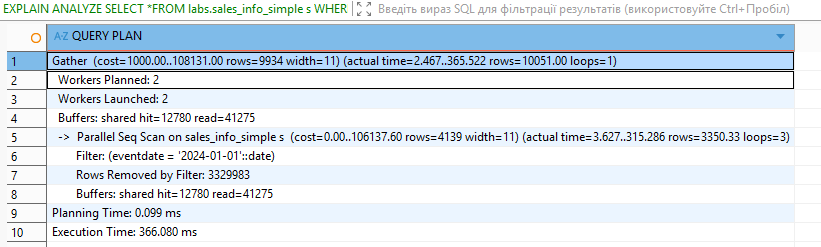 EXPLAIN ANALYZE SELECT *FROM labs.sales_info_simple s WHER Введіть вираз SQL для фільтрації результатів (використовуйте Ctrl+Пробіл)
A-Z QUERY PLAN
1 Gather (cost=1000.00..108131.00 rows=9934 width=11) (actual time=2.467..365.522 rows=10051.00 loops=1)
2 Workers Planned: 2
3 Workers Launched: 2
4 Buffers: shared hit=12780 read=41275
5 -> Parallel Seq Scan on sales_info_simple s (cost=0.00..106137.60 rows=4139 width=11) (actual time=3.627..315.286 rows=3350.33 loops=3)
6 Filter: (eventdate = '2024-01-01'::date)
7 Rows Removed by Filter: 3329983
8 Buffers: shared hit=12780 read=41275
9 Planning Time: 0.099 ms
10 Execution Time: 366.080 ms